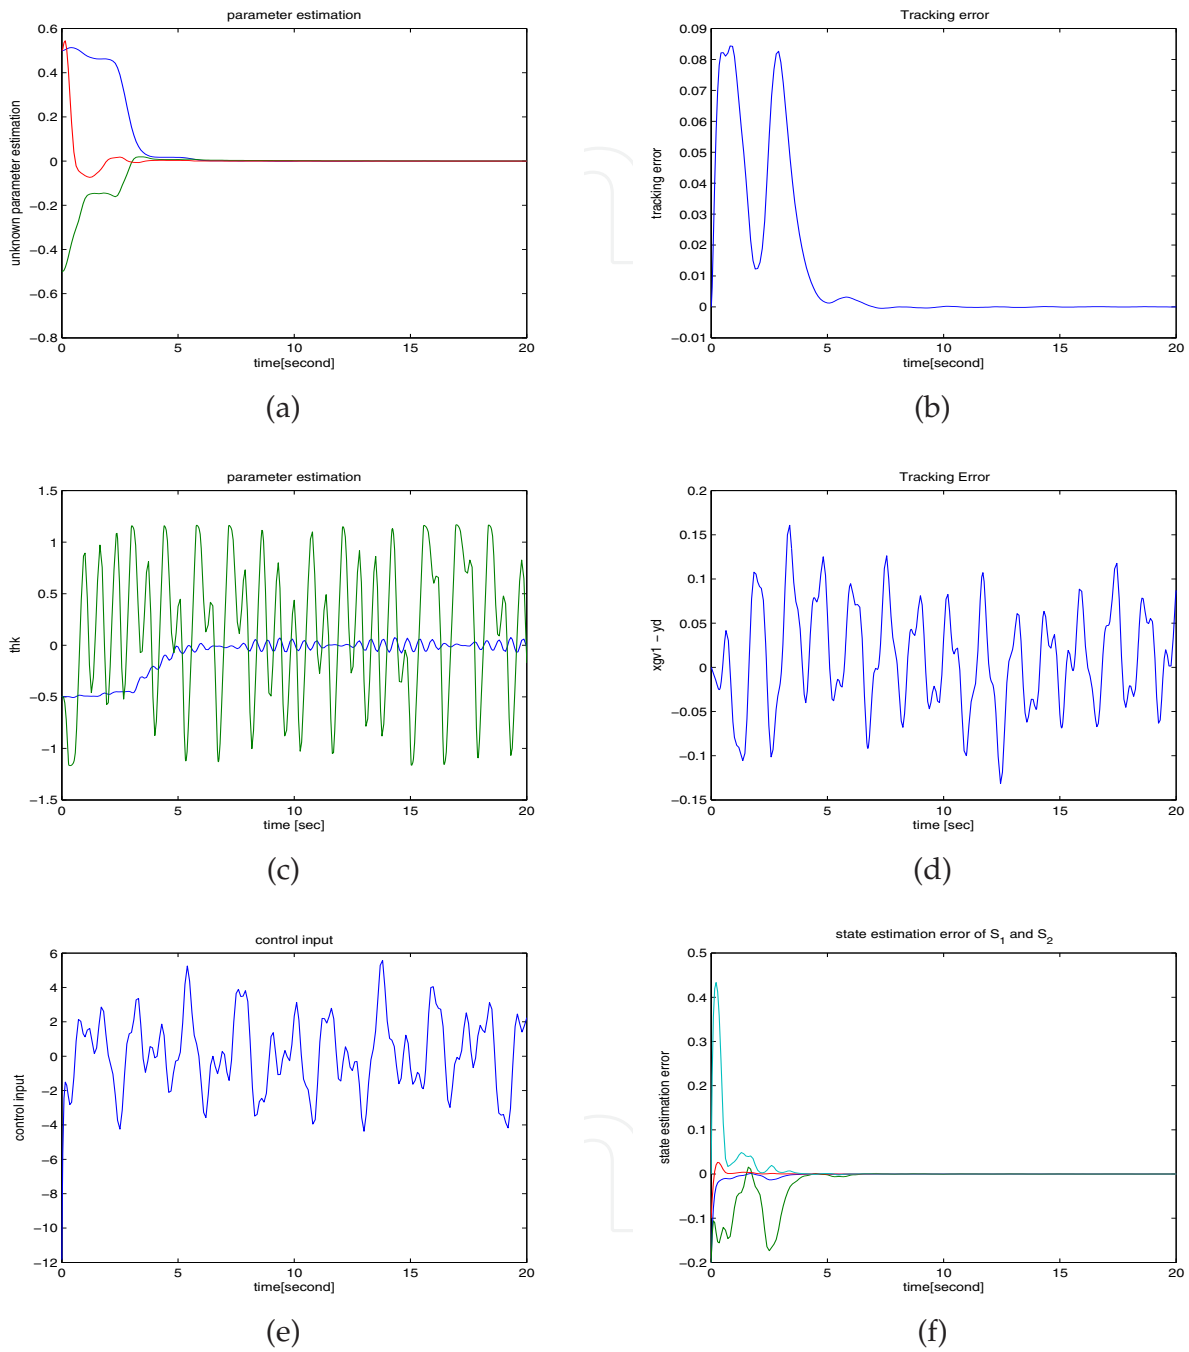 parameter estimation
unknown parameter estimation
0.6
0.4
0.2
0
−0.2
−0.4
−0.6
−0.8
0 5 10 15 20
time[second]
(a)
Tracking error
tracking error
0.09
0.08
0.07
0.06
0.05
0.04
0.03
0.02
0.01
0
−0.01
0 5 10 15 20
time[second]
(b)
parameter estimation
thk
1.5
1
0.5
0
−0.5
−1
−1.5
0 5 10 15 20
time [sec]
(c)
Tracking Error
xgv1 − yd
0.2
0.15
0.1
0.05
0
−0.05
−0.1
−0.15
0 5 10 15 20
time [sec]
(d)
control input
control input
6
4
2
0
−2
−4
−6
−8
−10
−12
0 5 10 15 20
time[second]
(e)
state estimation error of S1 and S2
state estimation error
0.5
0.4
0.3
0.2
0.1
0
−0.1
−0.2
0 5 10 15 20
time[second]
(f)